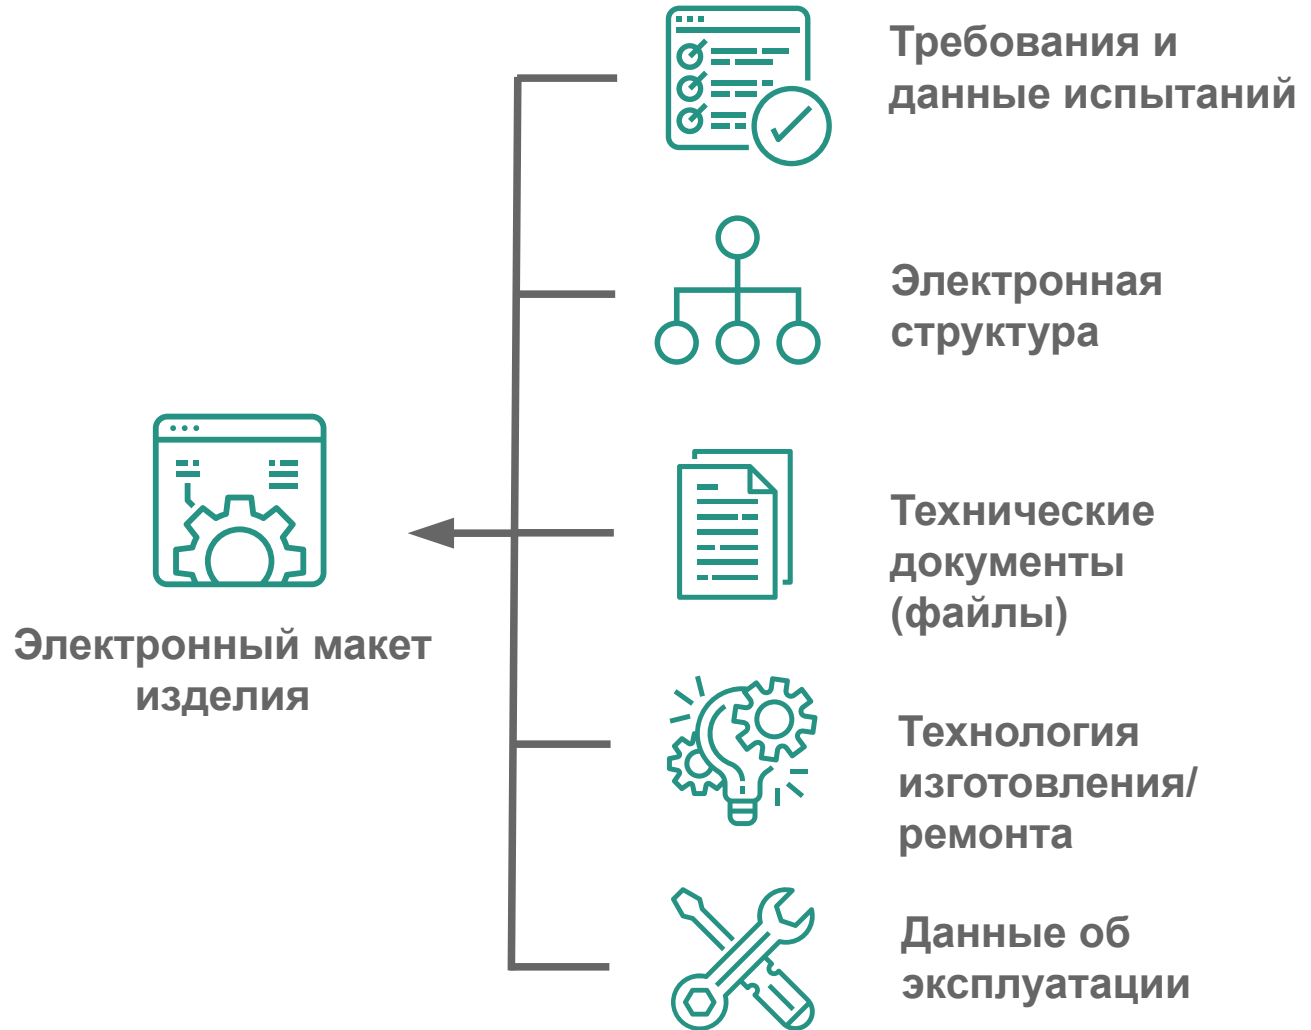 Требования и
данные испытаний
Электронная
структура
Технические
документы
(файлы)
Электронный макет
изделия
Технология
изготовления/
ремонта
Данные об
эксплуатации